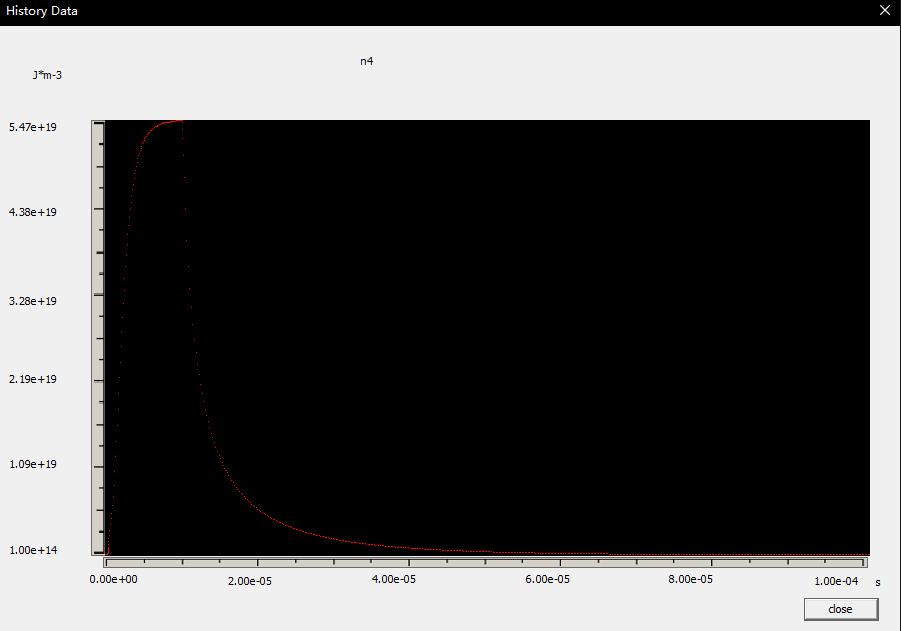 History Data
n4
J*m-3
5.47e+19
4.38e+19
3.28e+19
2.19e+19
1.09e+19
1.00e+14
0.00e+00 2.00e-05 4.00e-05 6.00e-05 8.00e-05 1.00e-04 s
close